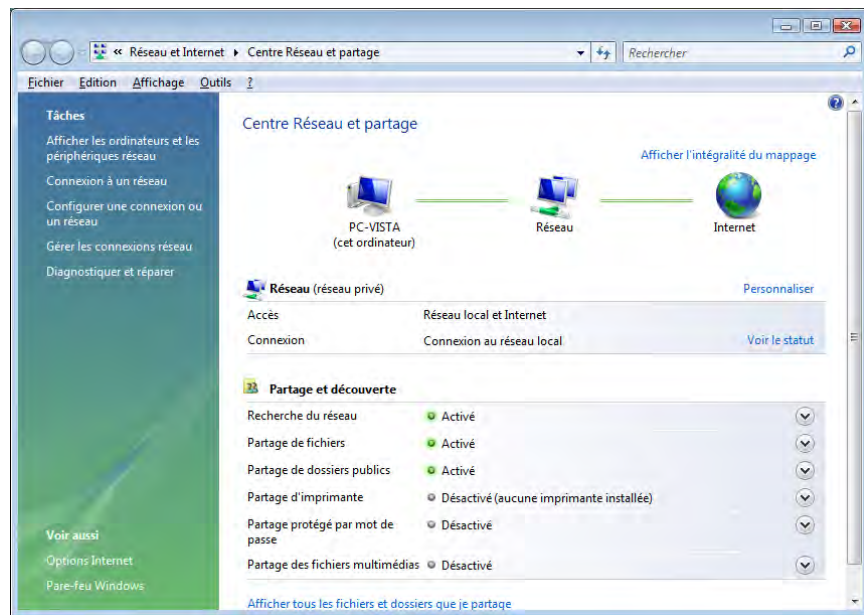 « Réseau et Internet ▸ Centre Réseau et partage
Rechercher
Fichier Edition Affichage Outils ?
Tâches
Afficher les ordinateurs et les
périphériques réseau
Connexion à un réseau
Configurer une connexion ou
un réseau
Gérer les connexions réseau
Diagnostiquer et réparer
Voir aussi
Options Internet
Pare-feu Windows
Centre Réseau et partage
Afficher l'intégralité du mappage
PC-VISTA
(cet ordinateur)
Réseau
Internet
Réseau (réseau privé)
Personnaliser
Accès Réseau local et Internet
Connexion Connexion au réseau local Voir le statut
Partage et découverte
Recherche du réseau Activé
Partage de fichiers Activé
Partage de dossiers publics Activé
Partage d'imprimante Désactivé (aucune imprimante installée)
Partage protégé par mot de
passe
Désactivé
Partage des fichiers multimédias Désactivé
Afficher tous les fichiers et dossiers que je partage